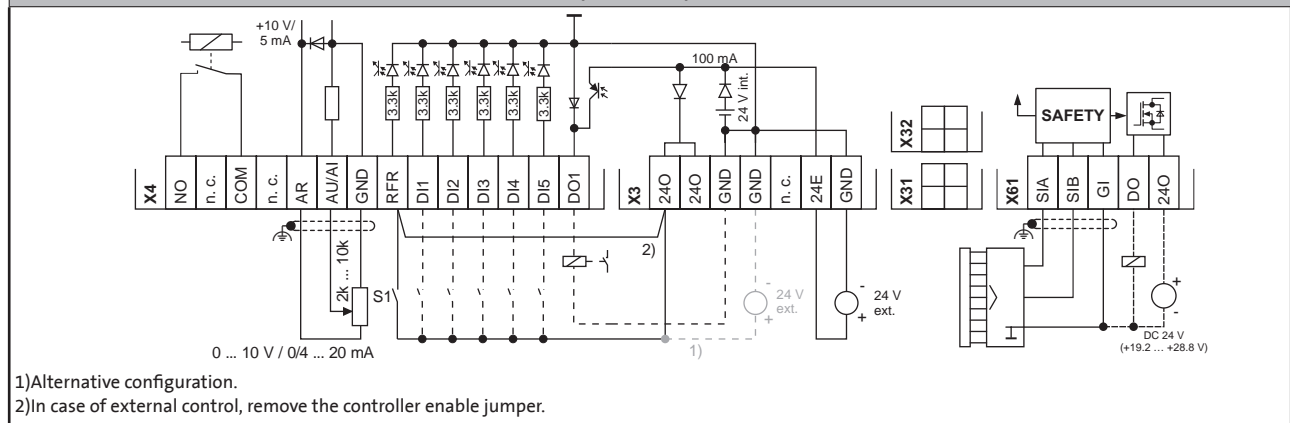 +10 V/
5 mA
100 mA
3.3k
3.3k
3.3k
3.3k
3.3k
3.3k
24 V int.
X32
X31
SAFETY
X4
NO
n. c.
COM
n. c.
AR
AU/AI
GND
RFR
DI1
DI2
DI3
DI4
DI5
DO1
X3
24O
24O
GND
GND
n. c.
24E
GND
X61
SIA
SIB
GI
DO
24O
2k ... 10k
S1
2)
-
24 V
ext.
+
-
24 V
ext.
+
+
-
DC 24 V
(+19.2 ... +28.8 V)
0 ... 10 V / 0/4 ... 20 mA
1)
1)Alternative configuration.
2)In case of external control, remove the controller enable jumper.